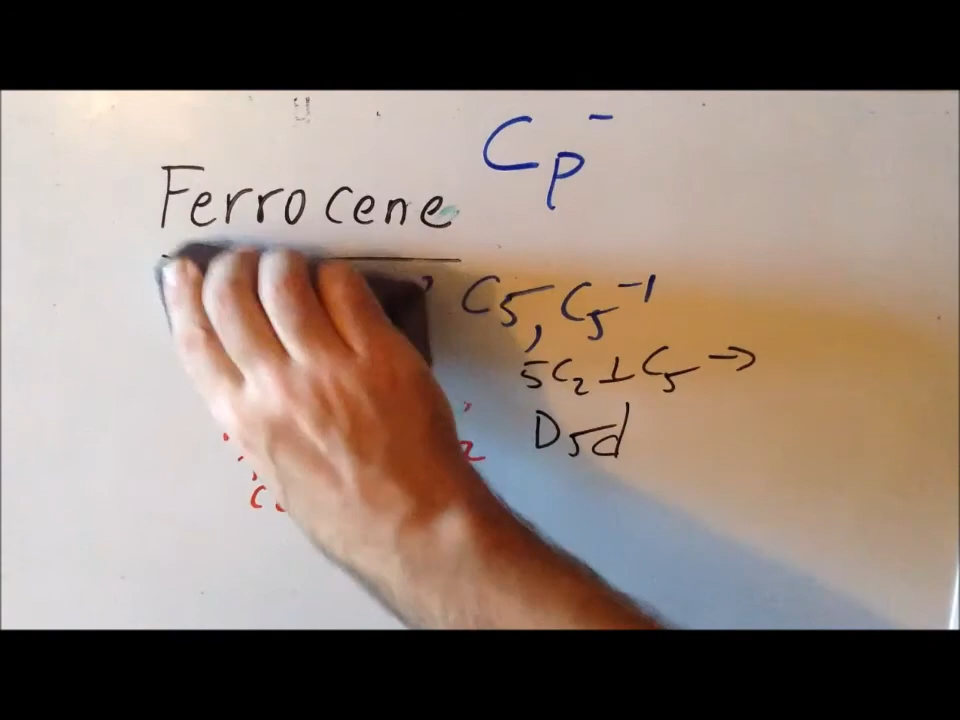 Cp⁻
Ferrocene
C5, C5⁻¹
5C₂⊥C₅→
D5d